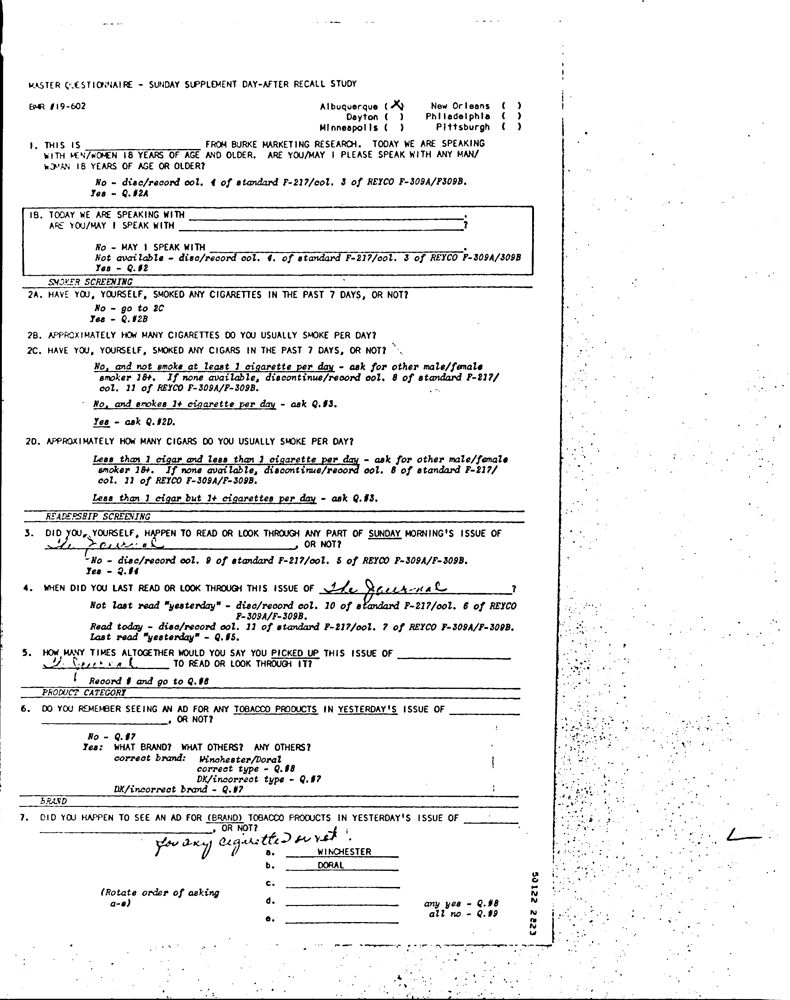 MASTER QUESTIONNAIRE - SUNDAY SUPPLEMENT DAY-AFTER RECALL STUDY
BMR #19-602
Albuquerque (X) New Orleans ( )
Dayton ( ) Philadelphia ( )
Minneapolis ( ) Pittsburgh ( )
1. THIS IS ____________ FROM BURKE MARKETING RESEARCH. TODAY WE ARE SPEAKING
WITH MEN/WOMEN 18 YEARS OF AGE AND OLDER. ARE YOU/MAY I PLEASE SPEAK WITH ANY MAN/
WOMAN 18 YEARS OF AGE OR OLDER?
No - disc/record col. 4 of standard F-217/col. 3 of REYCO F-309A/F309B.
Yes - Q.#2A
1B. TODAY WE ARE SPEAKING WITH ____________.
ARE YOU/MAY I SPEAK WITH ____________?
No - MAY I SPEAK WITH ____________.
Not available - disc/record col. 4. of standard F-217/col. 3 of REYCO F-309A/309B
Yes - Q.#2
SMOKER SCREENING
2A. HAVE YOU, YOURSELF, SMOKED ANY CIGARETTES IN THE PAST 7 DAYS, OR NOT?
No - go to 2C
Yes - Q.#2B
2B. APPROXIMATELY HOW MANY CIGARETTES DO YOU USUALLY SMOKE PER DAY?
2C. HAVE YOU, YOURSELF, SMOKED ANY CIGARS IN THE PAST 7 DAYS, OR NOT?
No, and not smoke at least 1 cigarette per day - ask for other male/female
smoker 18+. If none available, discontinue/record col. 8 of standard F-217/
col. 11 of REYCO F-309A/F-309B.
No, and smokes 1+ cigarette per day - ask Q.#3.
Yes - ask Q.#2D.
2D. APPROXIMATELY HOW MANY CIGARS DO YOU USUALLY SMOKE PER DAY?
Less than 1 cigar and less than 1 cigarette per day - ask for other male/female
smoker 18+. If none available, discontinue/record col. 8 of standard F-217/
col. 11 of REYCO F-309A/F-309B.
Less than 1 cigar but 1+ cigarettes per day - ask Q.#3.
READERSHIP SCREENING
3. DID YOU, YOURSELF, HAPPEN TO READ OR LOOK THROUGH ANY PART OF SUNDAY MORNING'S ISSUE OF
The Journal, OR NOT?
No - disc/record col. 9 of standard F-217/col. 5 of REYCO F-309A/F-309B.
Yes - Q.#4
4. WHEN DID YOU LAST READ OR LOOK THROUGH THIS ISSUE OF The Journal ?
Not last read "yesterday" - disc/record col. 10 of standard F-217/col. 6 of REYCO
F-309A/F-309B.
Read today - disc/record col. 11 of standard F-217/col. 7 of REYCO F-309A/F-309B.
Last read "yesterday" - Q.#5.
5. HOW MANY TIMES ALTOGETHER WOULD YOU SAY YOU PICKED UP THIS ISSUE OF ____________
The Journal TO READ OR LOOK THROUGH IT?
Record # and go to Q.#6
PRODUCT CATEGORY
6. DO YOU REMEMBER SEEING AN AD FOR ANY TOBACCO PRODUCTS IN YESTERDAY'S ISSUE OF ____________
____________, OR NOT?
No - Q.#7
Yes: WHAT BRAND? WHAT OTHERS? ANY OTHERS?
correct brand: Winchester/Doral
correct type - Q.#8
DK/incorrect type - Q.#7
DK/incorrect brand - Q.#7
BRAND
7. DID YOU HAPPEN TO SEE AN AD FOR (BRAND) TOBACCO PRODUCTS IN YESTERDAY'S ISSUE OF ____________
____________, OR NOT?
for any cigarettes or not
a. WINCHESTER
b. DORAL
c. ____________
(Rotate order of asking
a-e)
d. ____________ any yes - Q.#8
all no - Q.#9
e. ____________
50122 2823